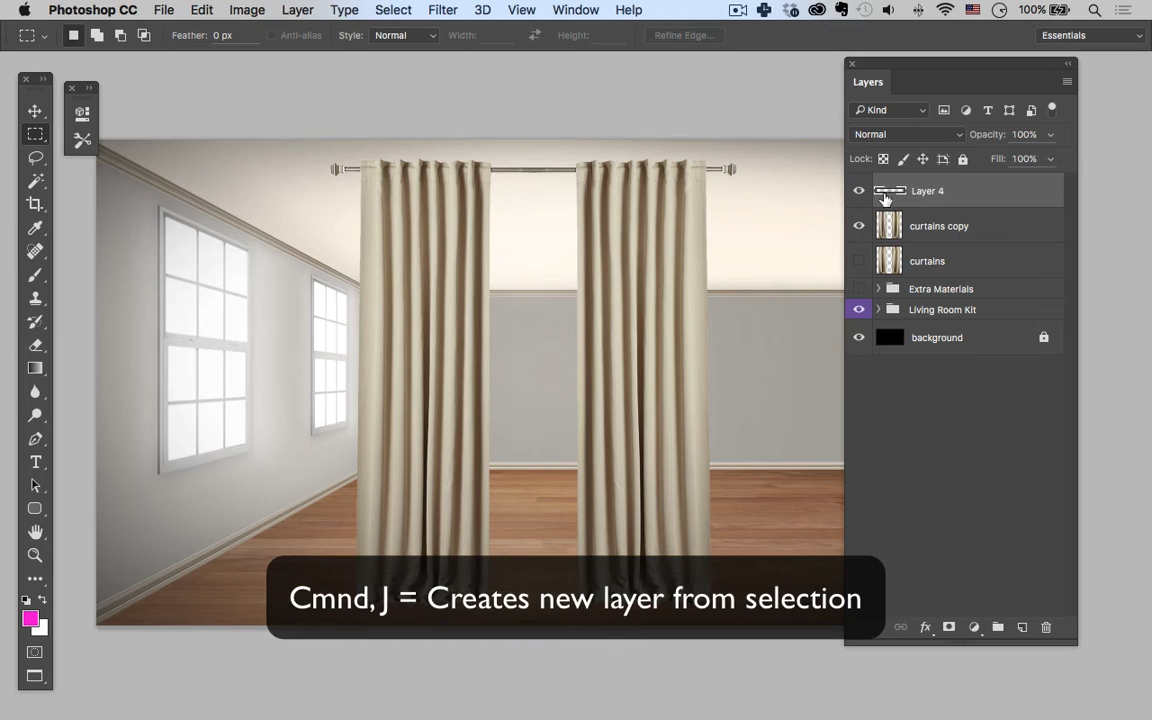 Photoshop CC File Edit Image Layer Type Select Filter 3D View Window Help 100%
Feather: 0 px Anti-alias Style: Normal Width: Height: Refine Edge... Essentials
Layers
Kind
Normal Opacity: 100%
Lock: Fill: 100%
Layer 4
curtains copy
curtains
Extra Materials
Living Room Kit
background
Cmnd, J = Creates new layer from selection